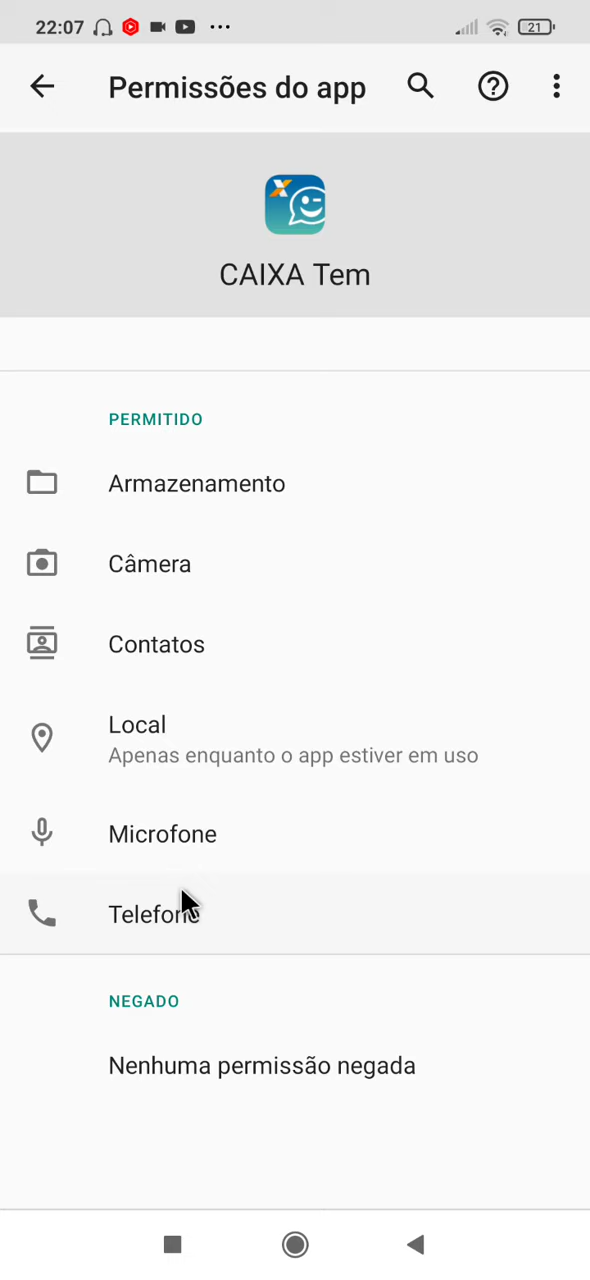 22:07
21
Permissões do app
CAIXA Tem
PERMITIDO
Armazenamento
Câmera
Contatos
Local
Apenas enquanto o app estiver em uso
Microfone
Telefone
NEGADO
Nenhuma permissão negada